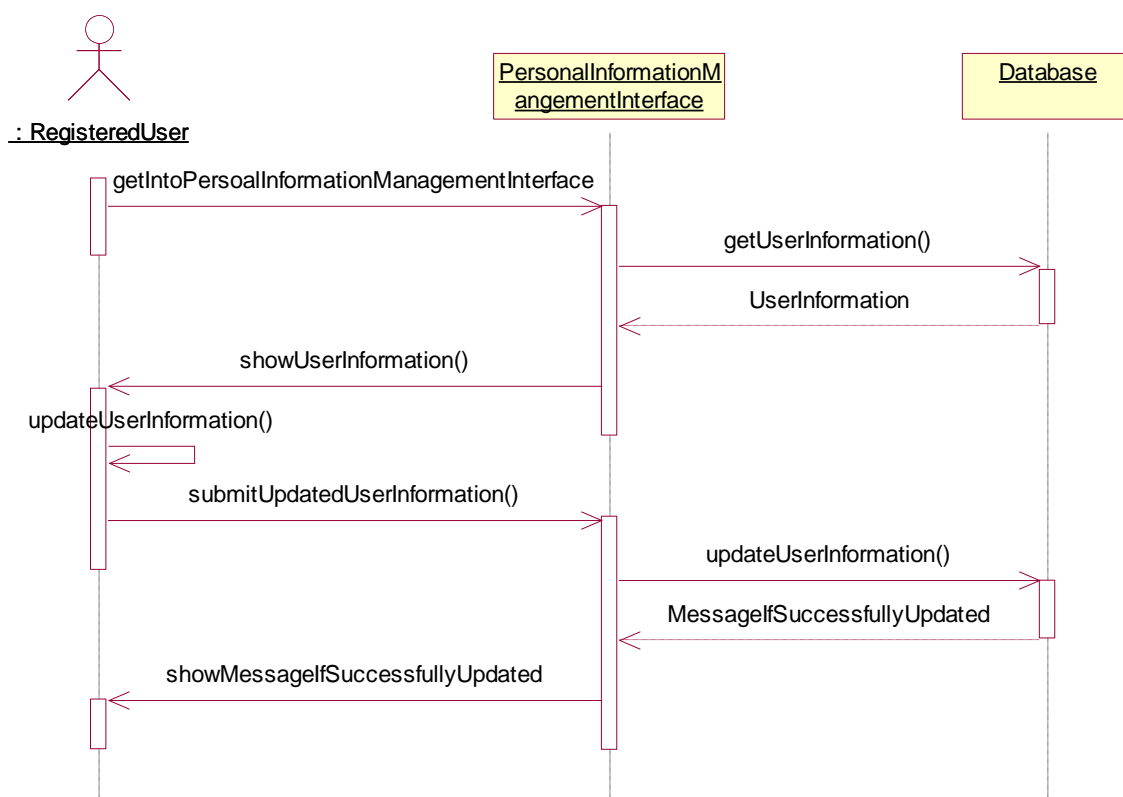 PersonalInformationM
angementInterface
Database
: RegisteredUser
getIntoPersoalInformationManagementInterface
getUserInformation()
UserInformation
showUserInformation()
updateUserInformation()
submitUpdatedUserInformation()
updateUserInformation()
MessageIfSuccessfullyUpdated
showMessageIfSuccessfullyUpdated